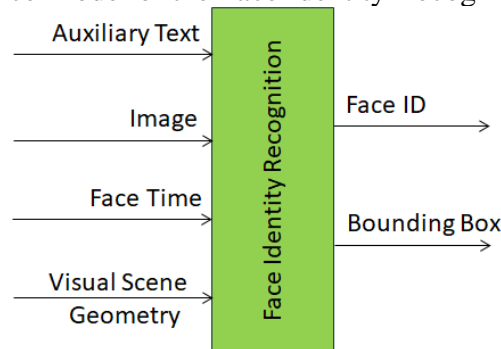 Auxiliary Text
Image
Face Time
Visual Scene
Geometry
Face Identity Recognition
Face ID
Bounding Box